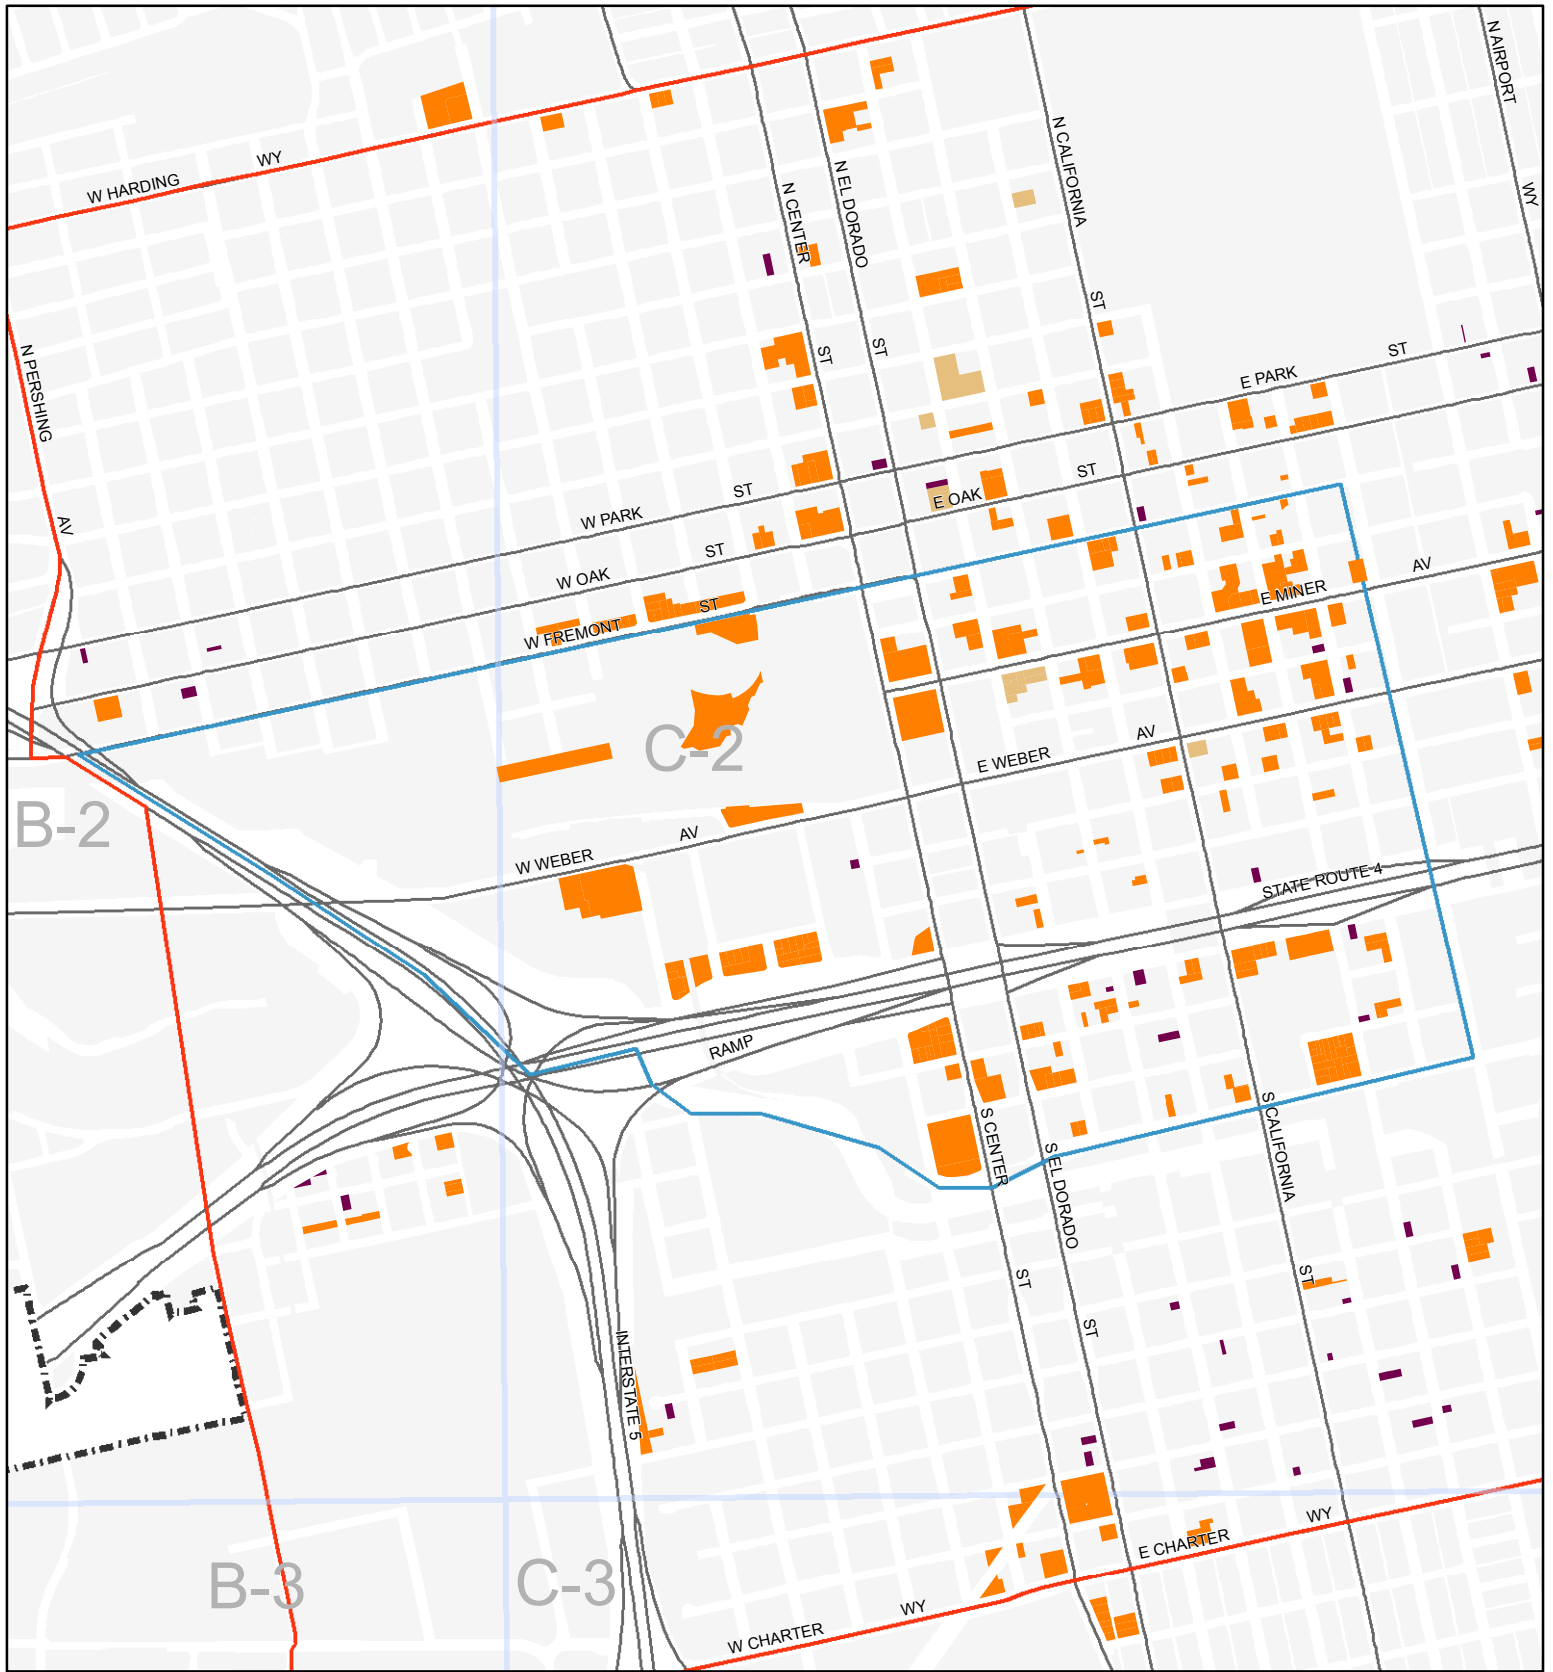 N AIRPORT
WY
N CALIFORNIA
ST
W HARDING
WY
N CENTER
ST
N EL DORADO
ST
N PERSHING
AV
E PARK
ST
W PARK
ST
E OAK
ST
W OAK
ST
W FREMONT
ST
E MINER
AV
C-2
E WEBER
AV
B-2
W WEBER
AV
STATE ROUTE 4
RAMP
S CENTER
ST
S EL DORADO
ST
S CALIFORNIA
ST
INTERSTATE 5
E CHARTER
WY
B-3
C-3
W CHARTER
WY